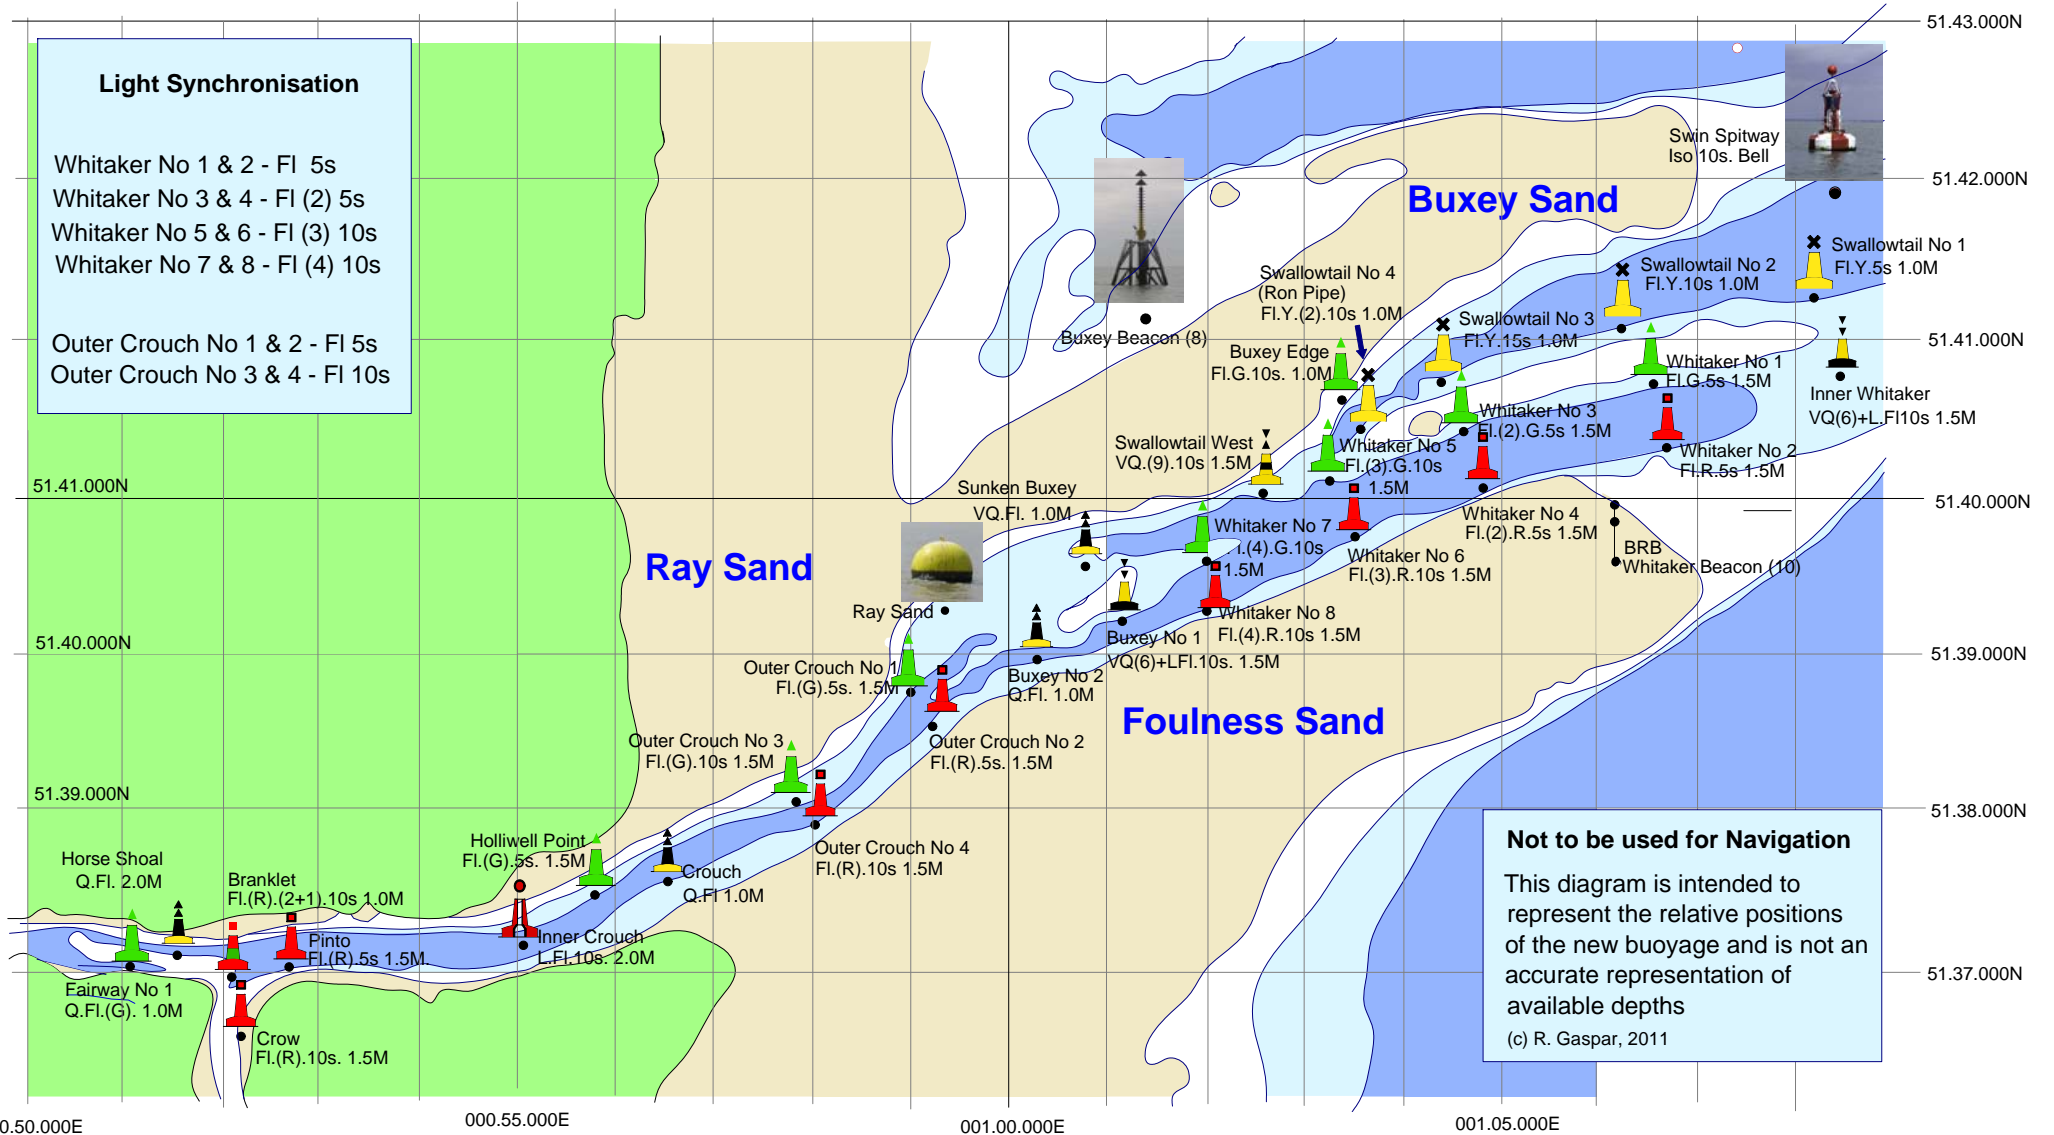 Light Synchronisation
Whitaker No 1 & 2 - Fl 5s
Whitaker No 3 & 4 - Fl (2) 5s
Whitaker No 5 & 6 - Fl (3) 10s
Whitaker No 7 & 8 - Fl (4) 10s
Outer Crouch No 1 & 2 - Fl 5s
Outer Crouch No 3 & 4 - Fl 10s
51.43.000N
Swin Spitway
Iso 10s. Bell
51.42.000N
Buxey Sand
Swallowtail No 1
Fl.Y.5s 1.0M
Swallowtail No 2
Fl.Y.10s 1.0M
Swallowtail No 4
(Ron Pipe)
Fl.Y.(2).10s 1.0M
Swallowtail No 3
Fl.Y.15s 1.0M
Buxey Beacon (8)
51.41.000N
Buxey Edge
Fl.G.10s. 1.0M
Whitaker No 1
Fl.G.5s 1.5M
Inner Whitaker
VQ(6)+L.Fl10s 1.5M
Whitaker No 3
Fl.(2).G.5s 1.5M
Swallowtail West
VQ.(9).10s 1.5M
Whitaker No 5
Fl.(3).G.10s
1.5M
Whitaker No 2
Fl.R.5s 1.5M
51.41.000N
Sunken Buxey
VQ.Fl. 1.0M
51.40.000N
Whitaker No 7
Fl.(4).G.10s
1.5M
Whitaker No 4
Fl.(2).R.5s 1.5M
Whitaker No 6
Fl.(3).R.10s 1.5M
BRB
Whitaker Beacon (10)
Ray Sand
Ray Sand
Whitaker No 8
Fl.(4).R.10s 1.5M
Buxey No 1
VQ(6)+LFl.10s. 1.5M
51.40.000N
51.39.000N
Outer Crouch No 1
Fl.(G).5s. 1.5M
Buxey No 2
Q.Fl. 1.0M
Foulness Sand
Outer Crouch No 3
Fl.(G).10s 1.5M
Outer Crouch No 2
Fl.(R).5s. 1.5M
51.39.000N
51.38.000N
Holliwell Point
Fl.(G).5s. 1.5M
Outer Crouch No 4
Fl.(R).10s 1.5M
Crouch
Q.Fl 1.0M
Horse Shoal
Q.Fl. 2.0M
Branklet
Fl.(R).(2+1).10s 1.0M
Pinto
Fl.(R).5s 1.5M.
Inner Crouch
L.Fl.10s. 2.0M
Fairway No 1
Q.Fl.(G). 1.0M
Crow
Fl.(R).10s. 1.5M
51.37.000N
Not to be used for Navigation
This diagram is intended to
represent the relative positions
of the new buoyage and is not an
accurate representation of
available depths
(c) R. Gaspar, 2011
0.50.000E
000.55.000E
001.00.000E
001.05.000E